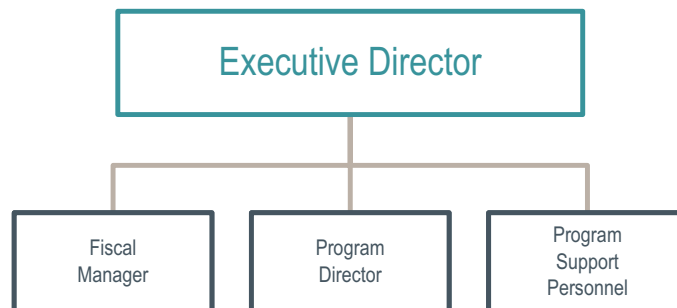 Executive Director
Fiscal
Manager
Program
Director
Program
Support
Personnel